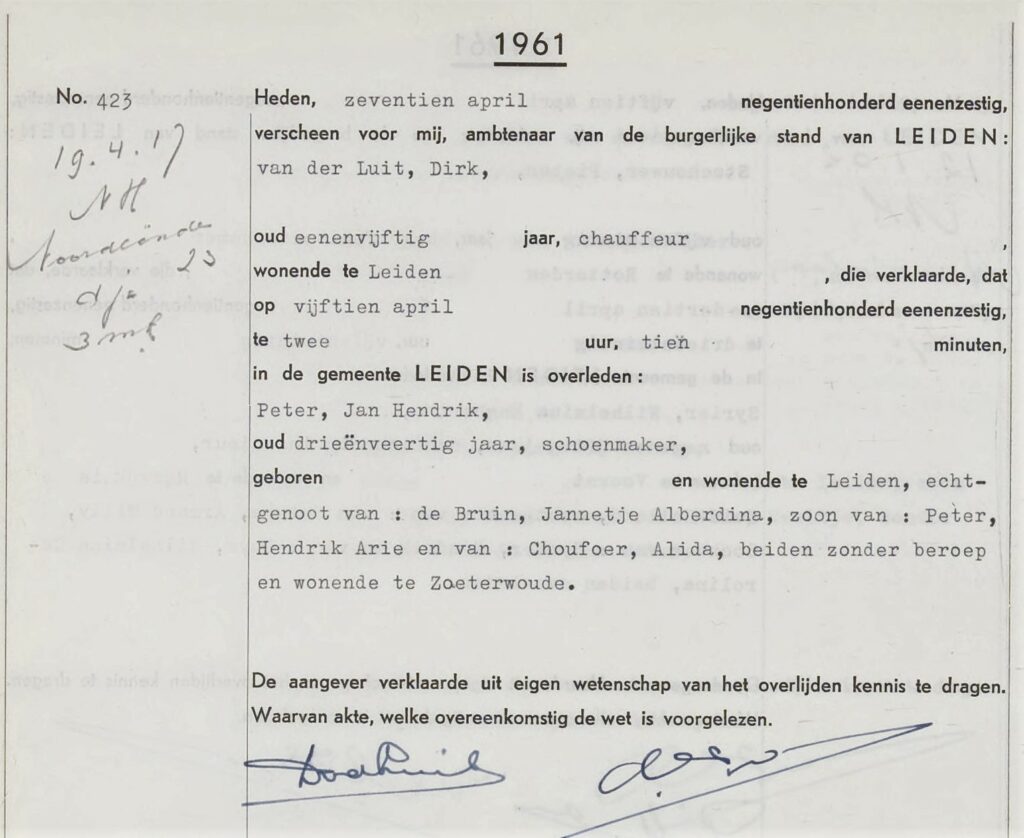 1961
No. 423
19.4.17
NH
Noordeinde
23
d/e
Heden, zeventien april negentienhonderd eenenzestig,
verscheen voor mij, ambtenaar van de burgerlijke stand van LEIDEN:
van der Luit, Dirk,
oud eenenvijftig jaar, chauffeur ,
wonende te Leiden , die verklaarde, dat
op vijftien april negentienhonderd eenenzestig,
te twee uur, tien minuten,
in de gemeente LEIDEN is overleden:
Peter, Jan Hendrik,
oud drieënveertig jaar, schoenmaker,
geboren en wonende te Leiden, echt-
genoot van : de Bruin, Jannetje Alberdina, zoon van : Peter,
Hendrik Arie en van : Choufoer, Alida, beiden zonder beroep
en wonende te Zoeterwoude.
De aangever verklaarde uit eigen wetenschap van het overlijden kennis te dragen.
Waarvan akte, welke overeenkomstig de wet is voorgelezen.